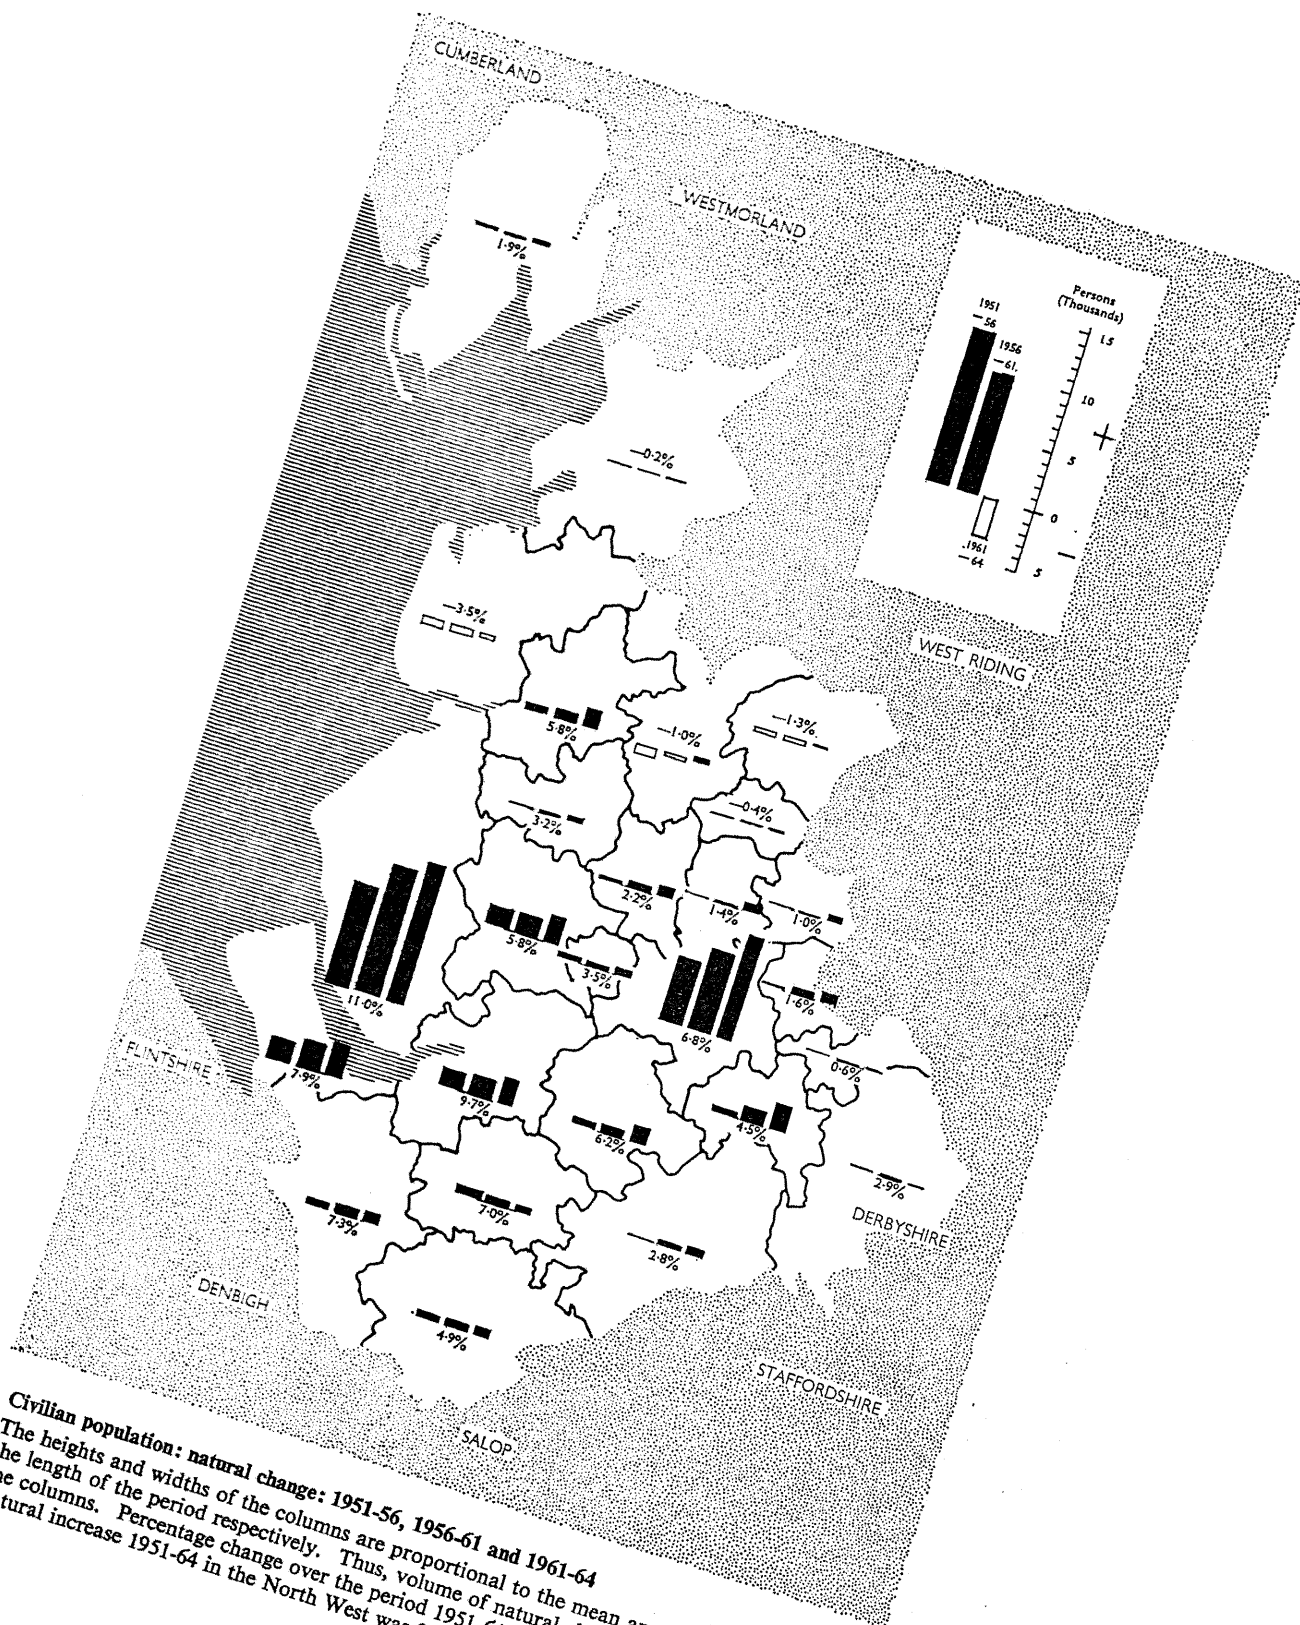 CUMBERLAND
WESTMORLAND
1·9%
Persons
(Thousands)
1951
—56
1956
—61.
15
10
5
0
5
+
—
1961
—64
—0·2%
—3·5%
WEST RIDING
5·8%
—1·0%
—1·3%
3·2%
—0·4%
2·2%
1·4%
1·0%
5·8%
3·5%
11·0%
6·8%
1·6%
FLINTSHIRE
7·9%
9·7%
0·6%
6·2%
4·5%
2·9%
7·3%
7·0%
DERBYSHIRE
2·8%
DENBIGH
4·9%
STAFFORDSHIRE
SALOP
Civilian population: natural change: 1951-56, 1956-61 and 1961-64
The heights and widths of the columns are proportional to the mean
length of the period respectively. Thus, volume of natural
columns. Percentage change over the period 1951
increase 1951-64 in the North West was